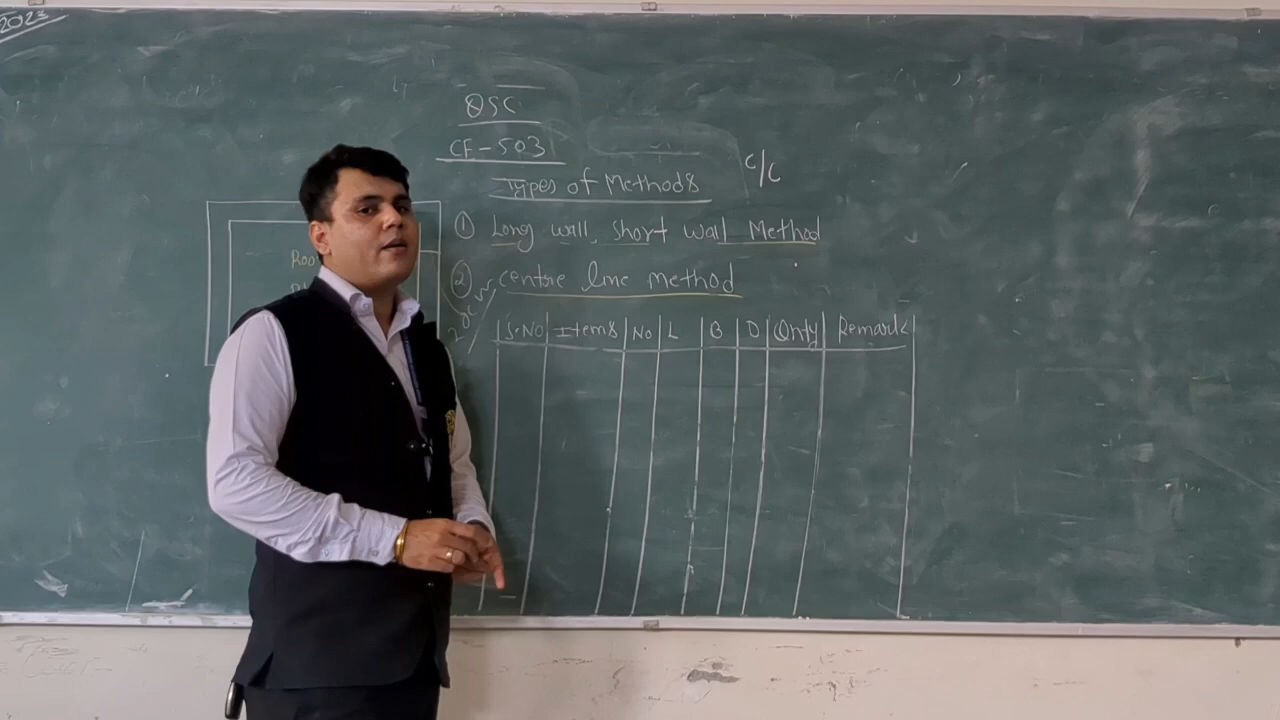 2023
QSC
CE-503
C/C
Types of Methods
① Long wall, Short wall Method
② centre line method
S.NO Items No L B D Qnty Remark
Roo